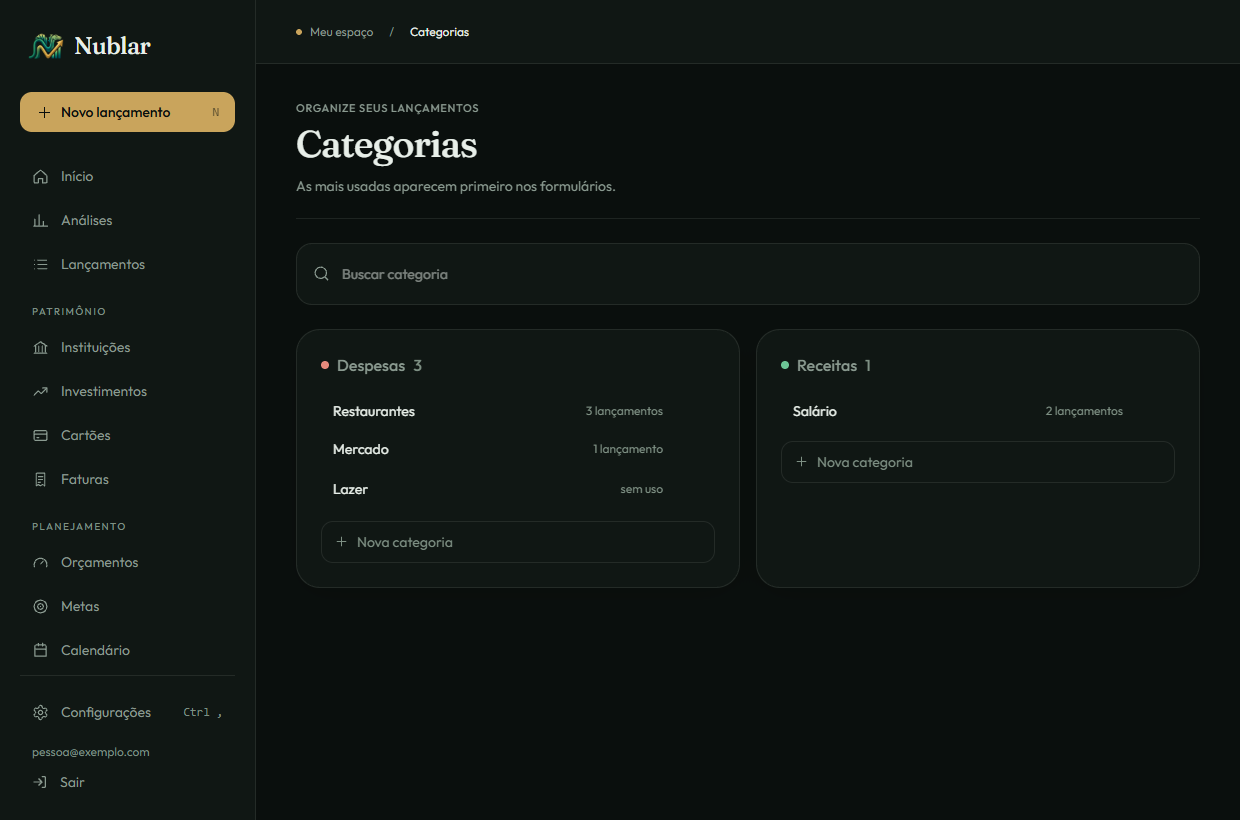 Nublar
Novo lançamento N
Início
Análises
Lançamentos
PATRIMÔNIO
Instituições
Investimentos
Cartões
Faturas
PLANEJAMENTO
Orçamentos
Metas
Calendário
Configurações Ctrl ,
pessoa@exemplo.com
Sair
Meu espaço / Categorias
ORGANIZE SEUS LANÇAMENTOS
Categorias
As mais usadas aparecem primeiro nos formulários.
Buscar categoria
Despesas 3
Restaurantes 3 lançamentos
Mercado 1 lançamento
Lazer sem uso
+ Nova categoria
Receitas 1
Salário 2 lançamentos
+ Nova categoria